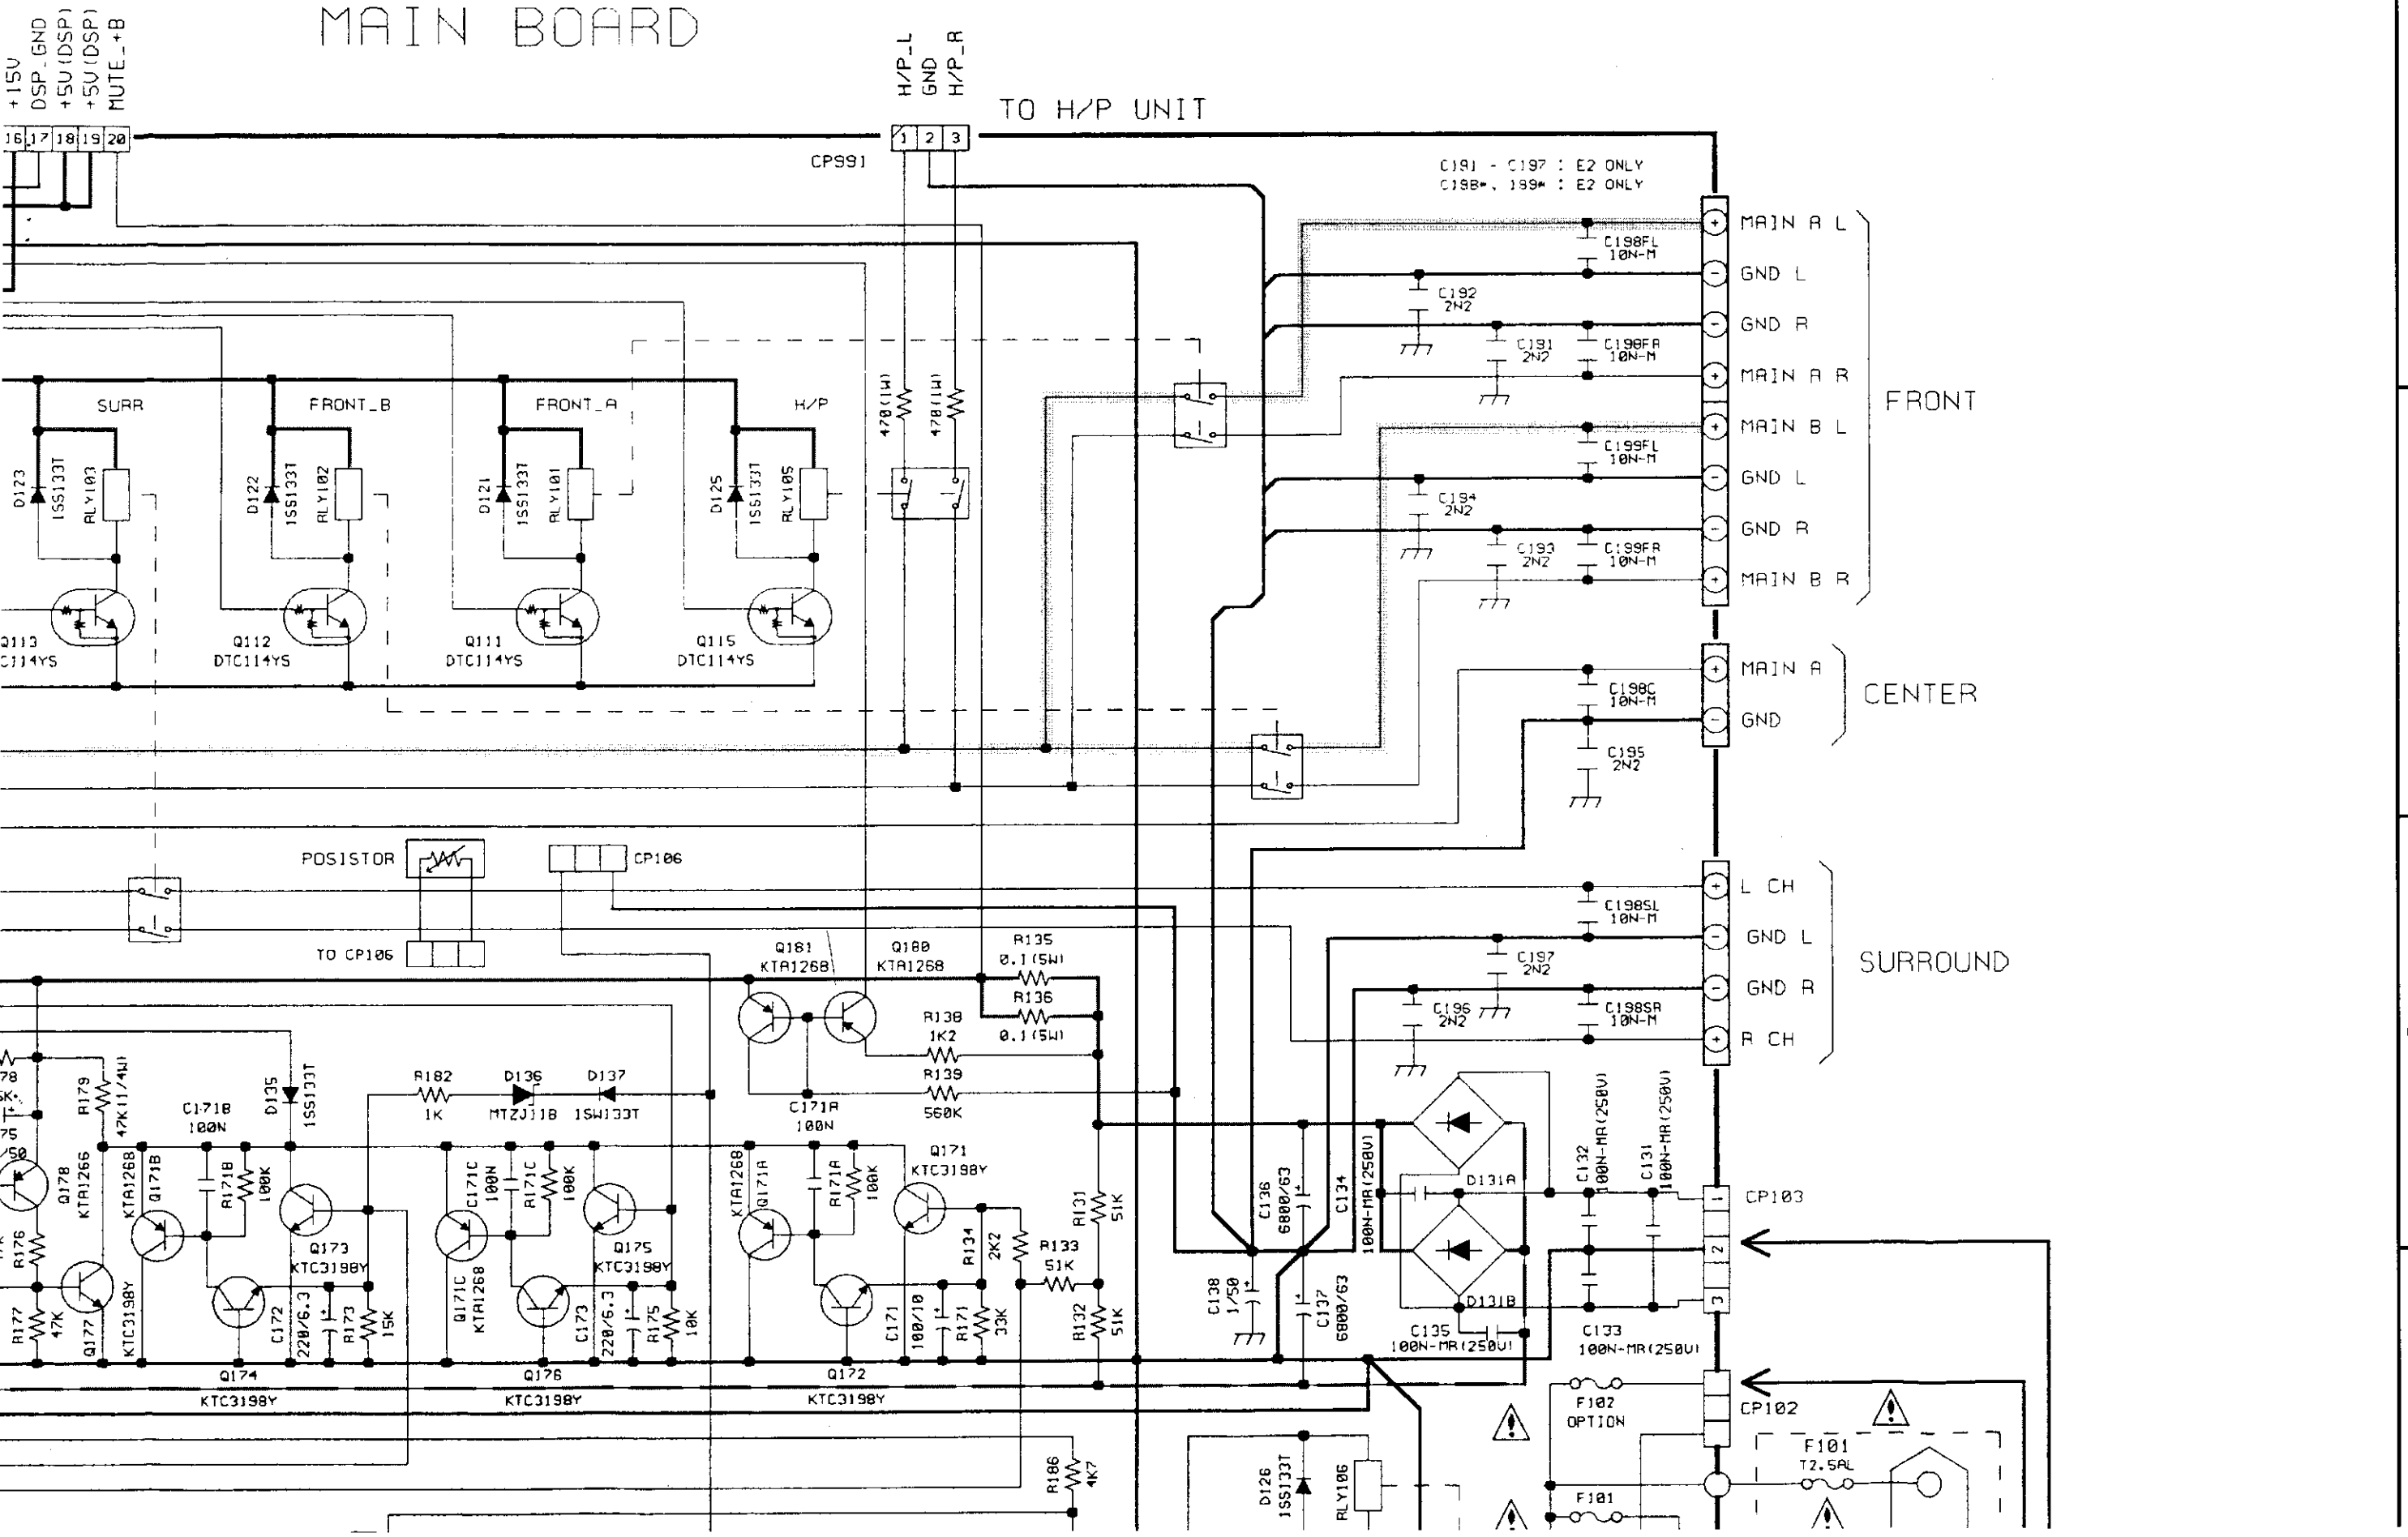 MAIN BOARD
+15V
DSP_GND
+5V(DSP)
+5V(DSP)
MUTE_+B
H/P_L
GND
H/P_R
TO H/P UNIT
16 17 18 19 20
1 2 3
CP991
C191 - C197 : E2 ONLY
C198*, 199* : E2 ONLY
MAIN A L
C198FL
10N-M
GND L
C192
2N2
GND R
C191
2N2
C198FR
10N-M
MAIN A R
FRONT
MAIN B L
C199FL
10N-M
GND L
C194
2N2
GND R
C193
2N2
C199FR
10N-M
MAIN B R
SURR
FRONT_B
FRONT_A
H/P
470(1W)
470(1W)
D123
1SS133T
RLY103
D122
1SS133T
RLY102
D121
1SS133T
RLY101
D125
1SS133T
RLY105
Q113
C114YS
Q112
DTC114YS
Q111
DTC114YS
Q115
DTC114YS
MAIN A
C198C
10N-M
GND
CENTER
C195
2N2
POSISTOR
CP106
TO CP106
L CH
C198SL
10N-M
GND L
C197
2N2
SURROUND
GND R
C196
2N2
C198SR
10N-M
R CH
Q181
KTA1268
Q180
KTA1268
R135
0.1(5W)
R136
0.1(5W)
R138
1K2
R139
560K
78
5K
75
/50
R179
47K(1/4W)
C171B
100N
D135
1SS133T
R182
1K
D136
MTZJ11B
D137
1SW133T
C171A
100N
Q171
KTC3198Y
Q178
KTA1266
KTA1268
Q171B
R171B
100K
C171C
100N
R171C
100K
KTA1268
Q171A
R171A
100K
R176
Q173
KTC3198Y
Q175
KTC3198Y
R134
2K2
R133
51K
R131
51K
R132
51K
C136
6800/63
C134
100N-MR(250V)
D131A
D131B
C132
100N-MR(250V)
C131
100N-MR(250V)
CP103
1
2
3
R177
47K
Q177
KTC3198Y
C172
220/6.3
R173
15K
Q171C
KTA1268
C173
220/6.3
R175
10K
C171
100/10
R171
33K
C138
1/50
C137
6800/63
C135
100N-MR(250V)
C133
100N-MR(250V)
Q174
KTC3198Y
Q176
KTC3198Y
Q172
KTC3198Y
F102
OPTION
CP102
F101
T2.5AL
R186
4K7
D126
1SS133T
RLY106
F101